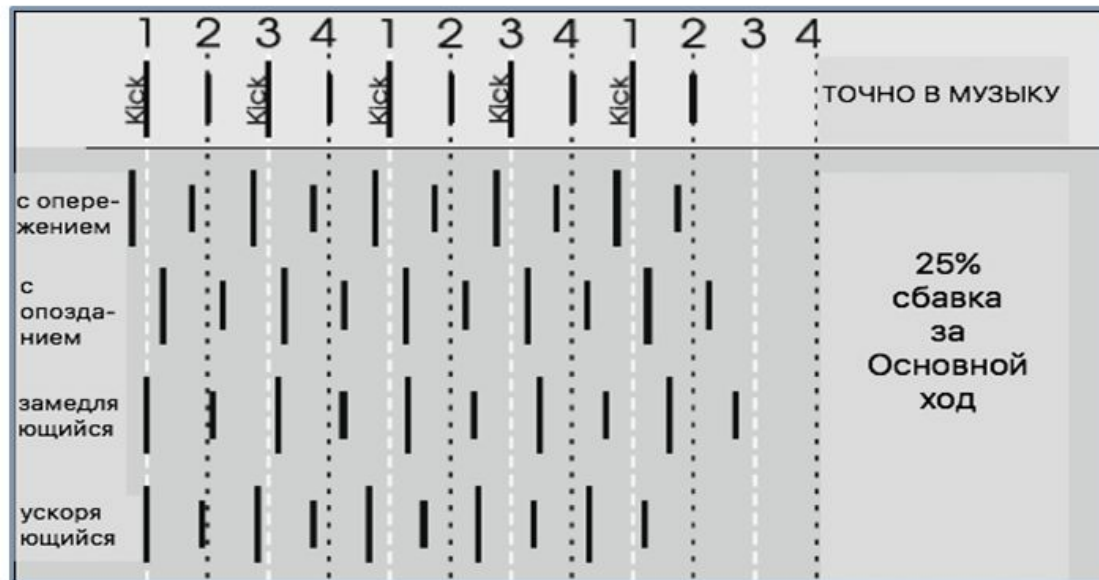 1 2 3 4 1 2 3 4 1 2 3 4
Kick Kick Kick Kick Kick
ТОЧНО В МУЗЫКУ
с опере-
жением
с
опозда-
нием
замедля
ющийся
ускоря
ющийся
25%
сбавка
за
Основной
ход